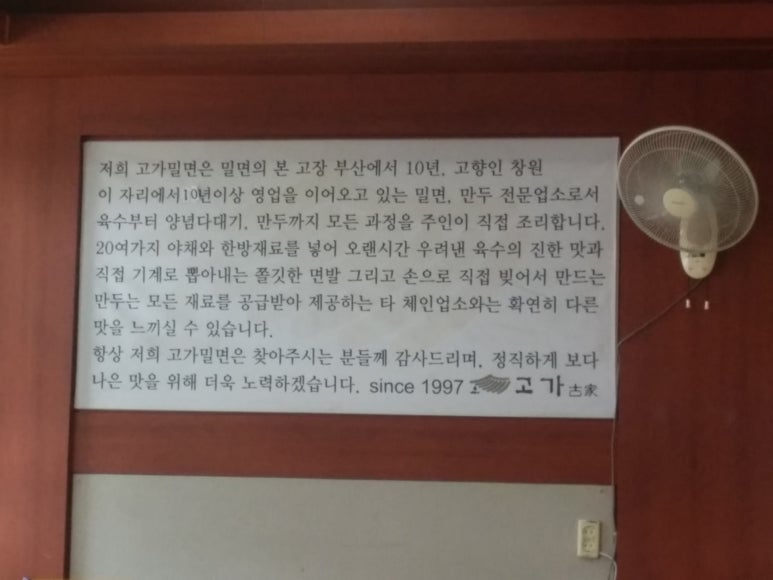 저희 고가밀면은 밀면의 본 고장 부산에서 10년, 고향인 창원
이 자리에서10년이상 영업을 이어오고 있는 밀면, 만두 전문업소로서
육수부터 양념다대기, 만두까지 모든 과정을 주인이 직접 조리합니다.
20여가지 야채와 한방재료를 넣어 오랜시간 우려낸 육수의 진한 맛과
직접 기계로 뽑아내는 쫄깃한 면발 그리고 손으로 직접 빚어서 만드는
만두는 모든 재료를 공급받아 제공하는 타 체인업소와는 확연히 다른
맛을 느끼실 수 있습니다.
항상 저희 고가밀면은 찾아주시는 분들께 감사드리며, 정직하게 보다
나은 맛을 위해 더욱 노력하겠습니다. since 1997 고가 古家